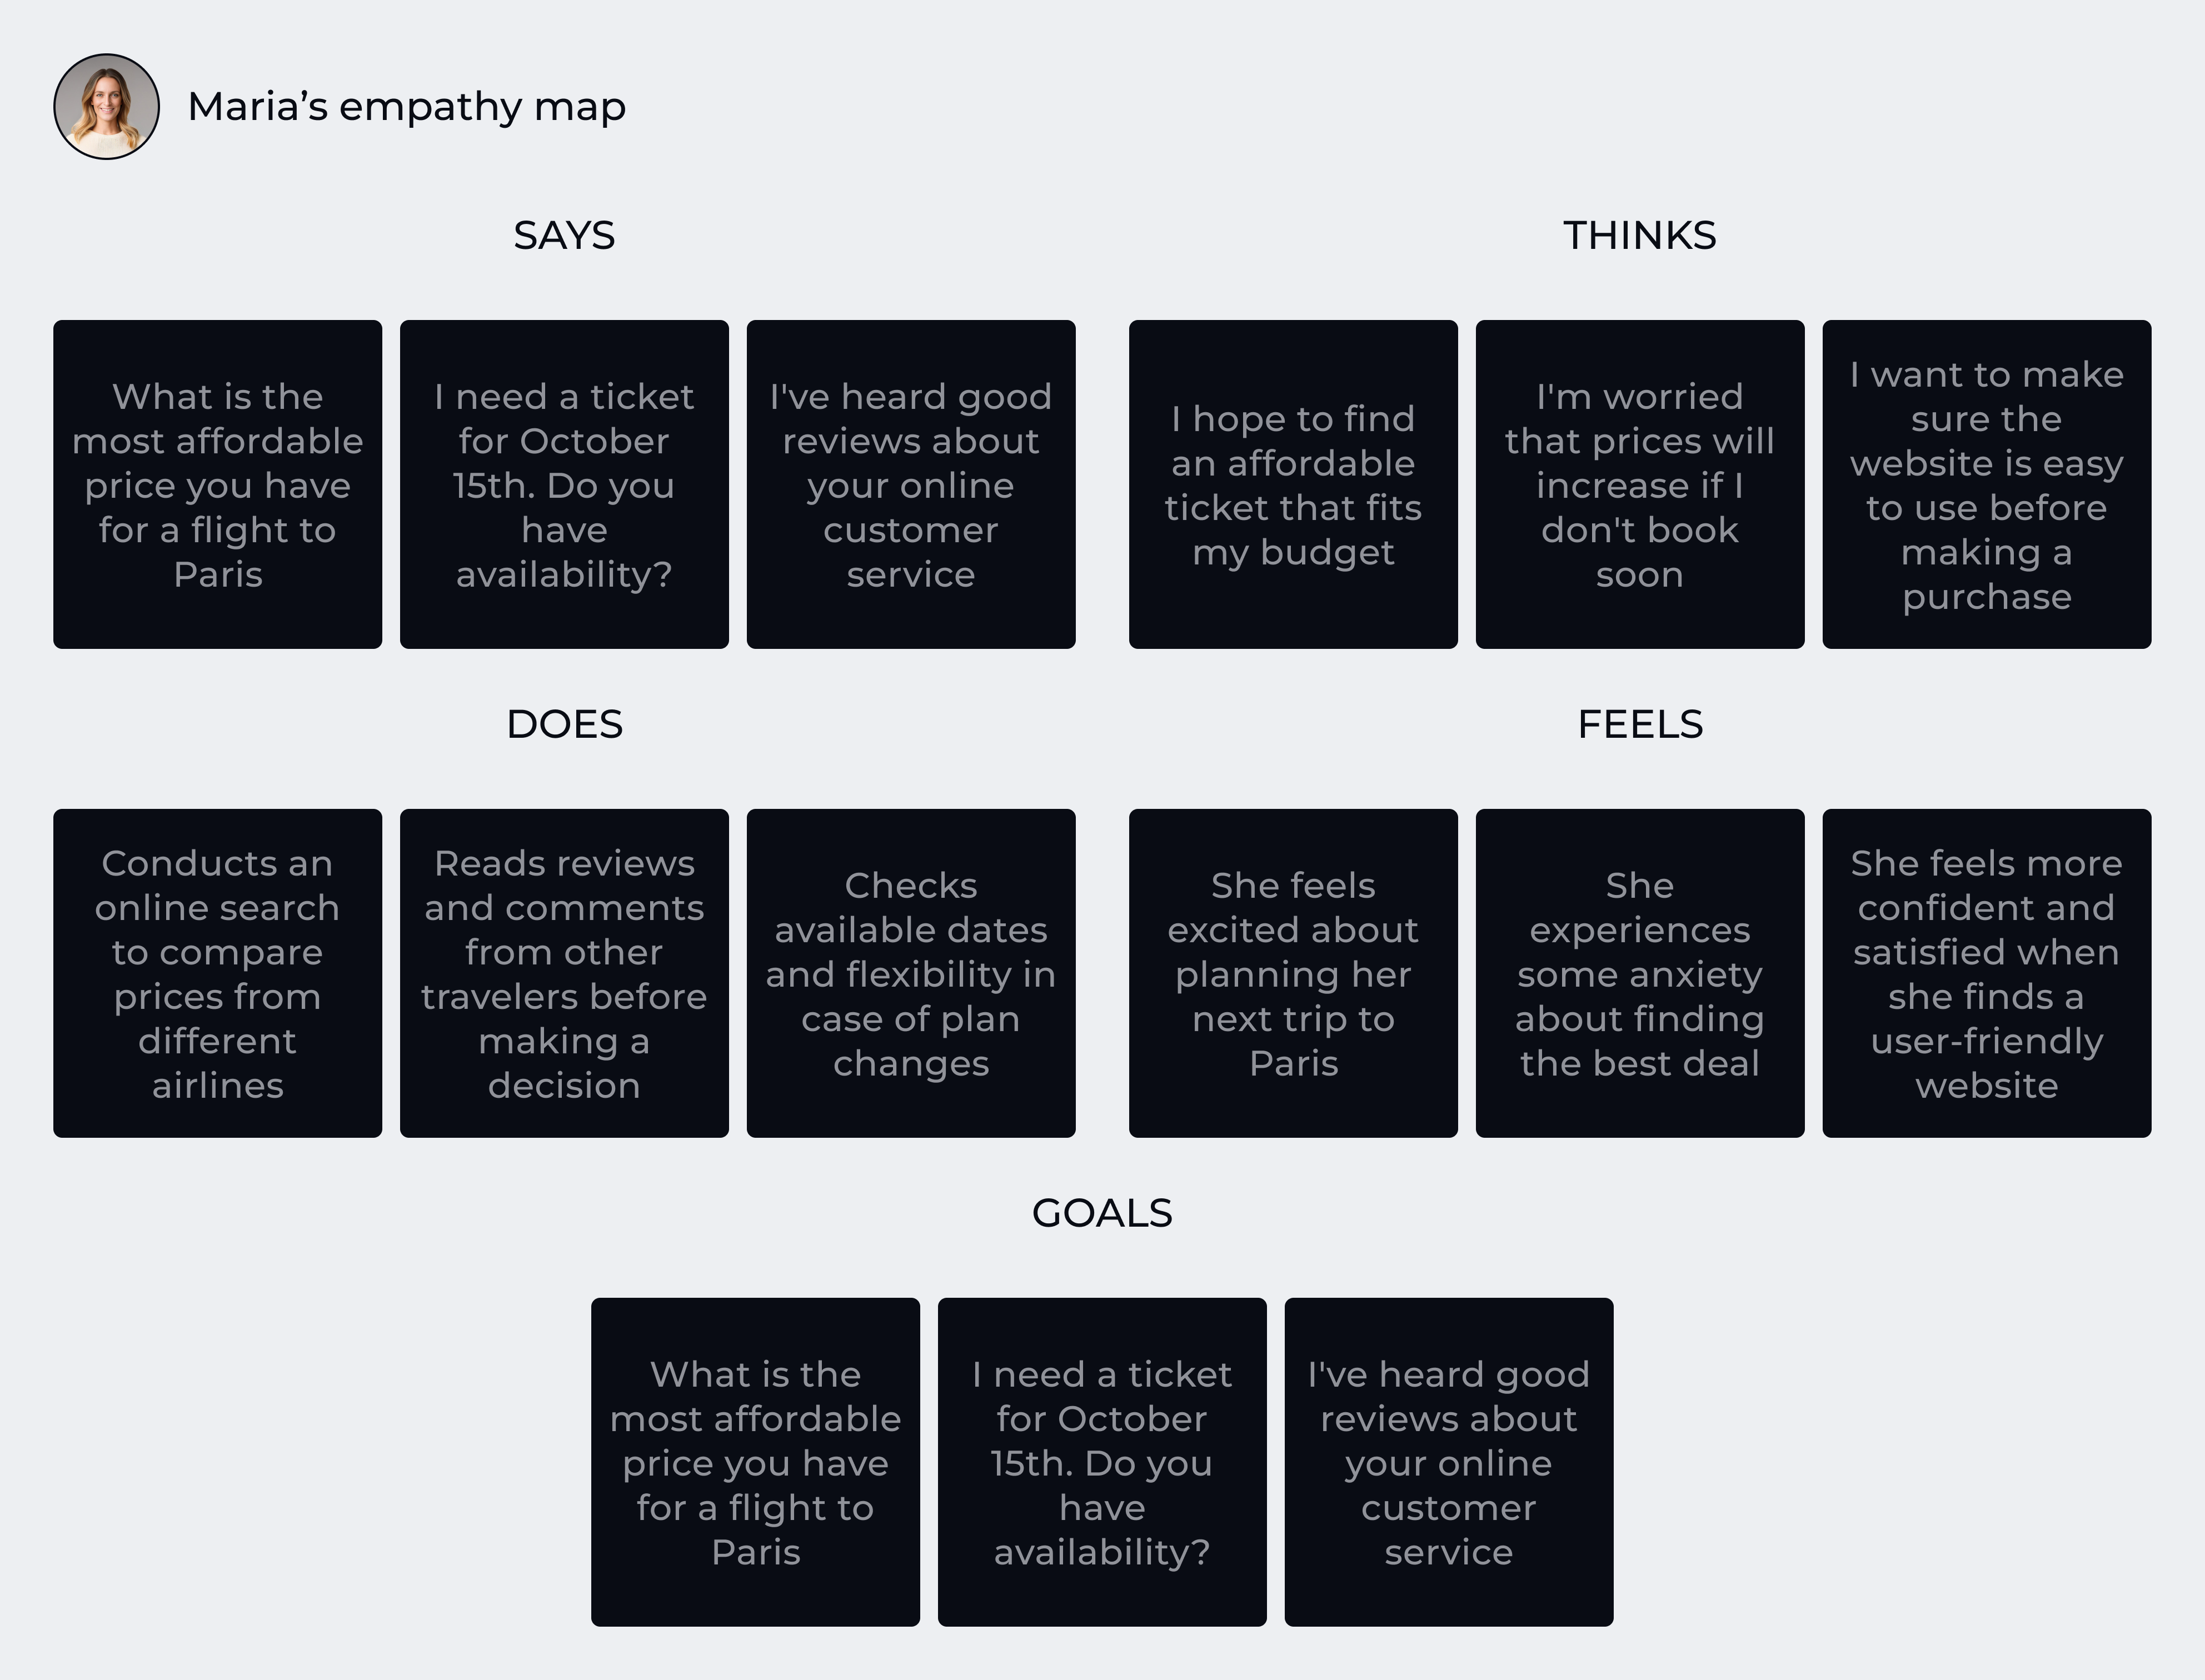 Maria’s empathy map
SAYS
What is the
most affordable
price you have
for a flight to
Paris
I need a ticket
for October
15th. Do you
have
availability?
I've heard good
reviews about
your online
customer
service
THINKS
I hope to find
an affordable
ticket that fits
my budget
I'm worried
that prices will
increase if I
don't book
soon
I want to make
sure the
website is easy
to use before
making a
purchase
DOES
Conducts an
online search
to compare
prices from
different
airlines
Reads reviews
and comments
from other
travelers before
making a
decision
Checks
available dates
and flexibility in
case of plan
changes
FEELS
She feels
excited about
planning her
next trip to
Paris
She
experiences
some anxiety
about finding
the best deal
She feels more
confident and
satisfied when
she finds a
user-friendly
website
GOALS
What is the
most affordable
price you have
for a flight to
Paris
I need a ticket
for October
15th. Do you
have
availability?
I've heard good
reviews about
your online
customer
service